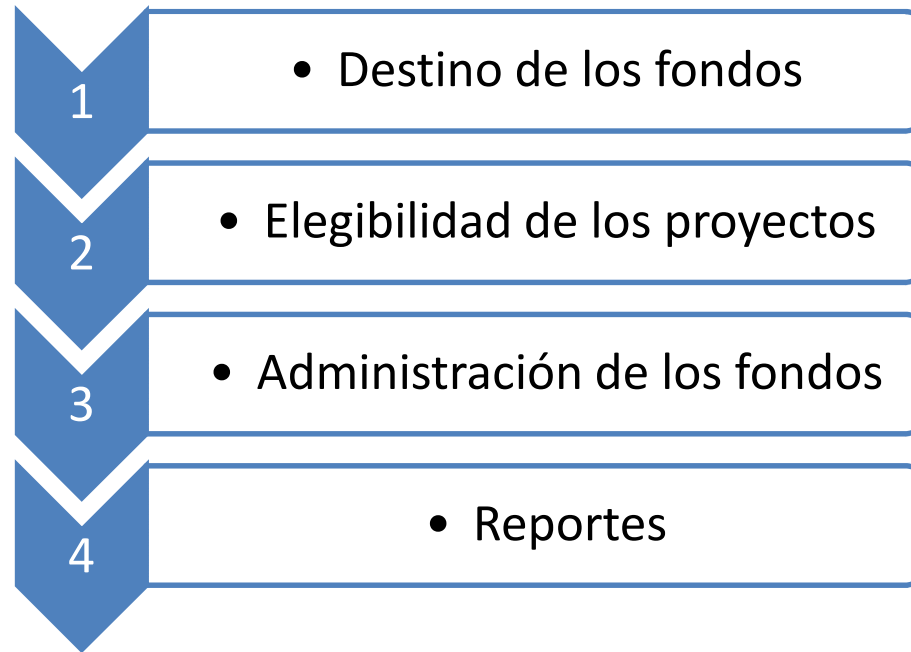 1
• Destino de los fondos
2
• Elegibilidad de los proyectos
3
• Administración de los fondos
4
• Reportes